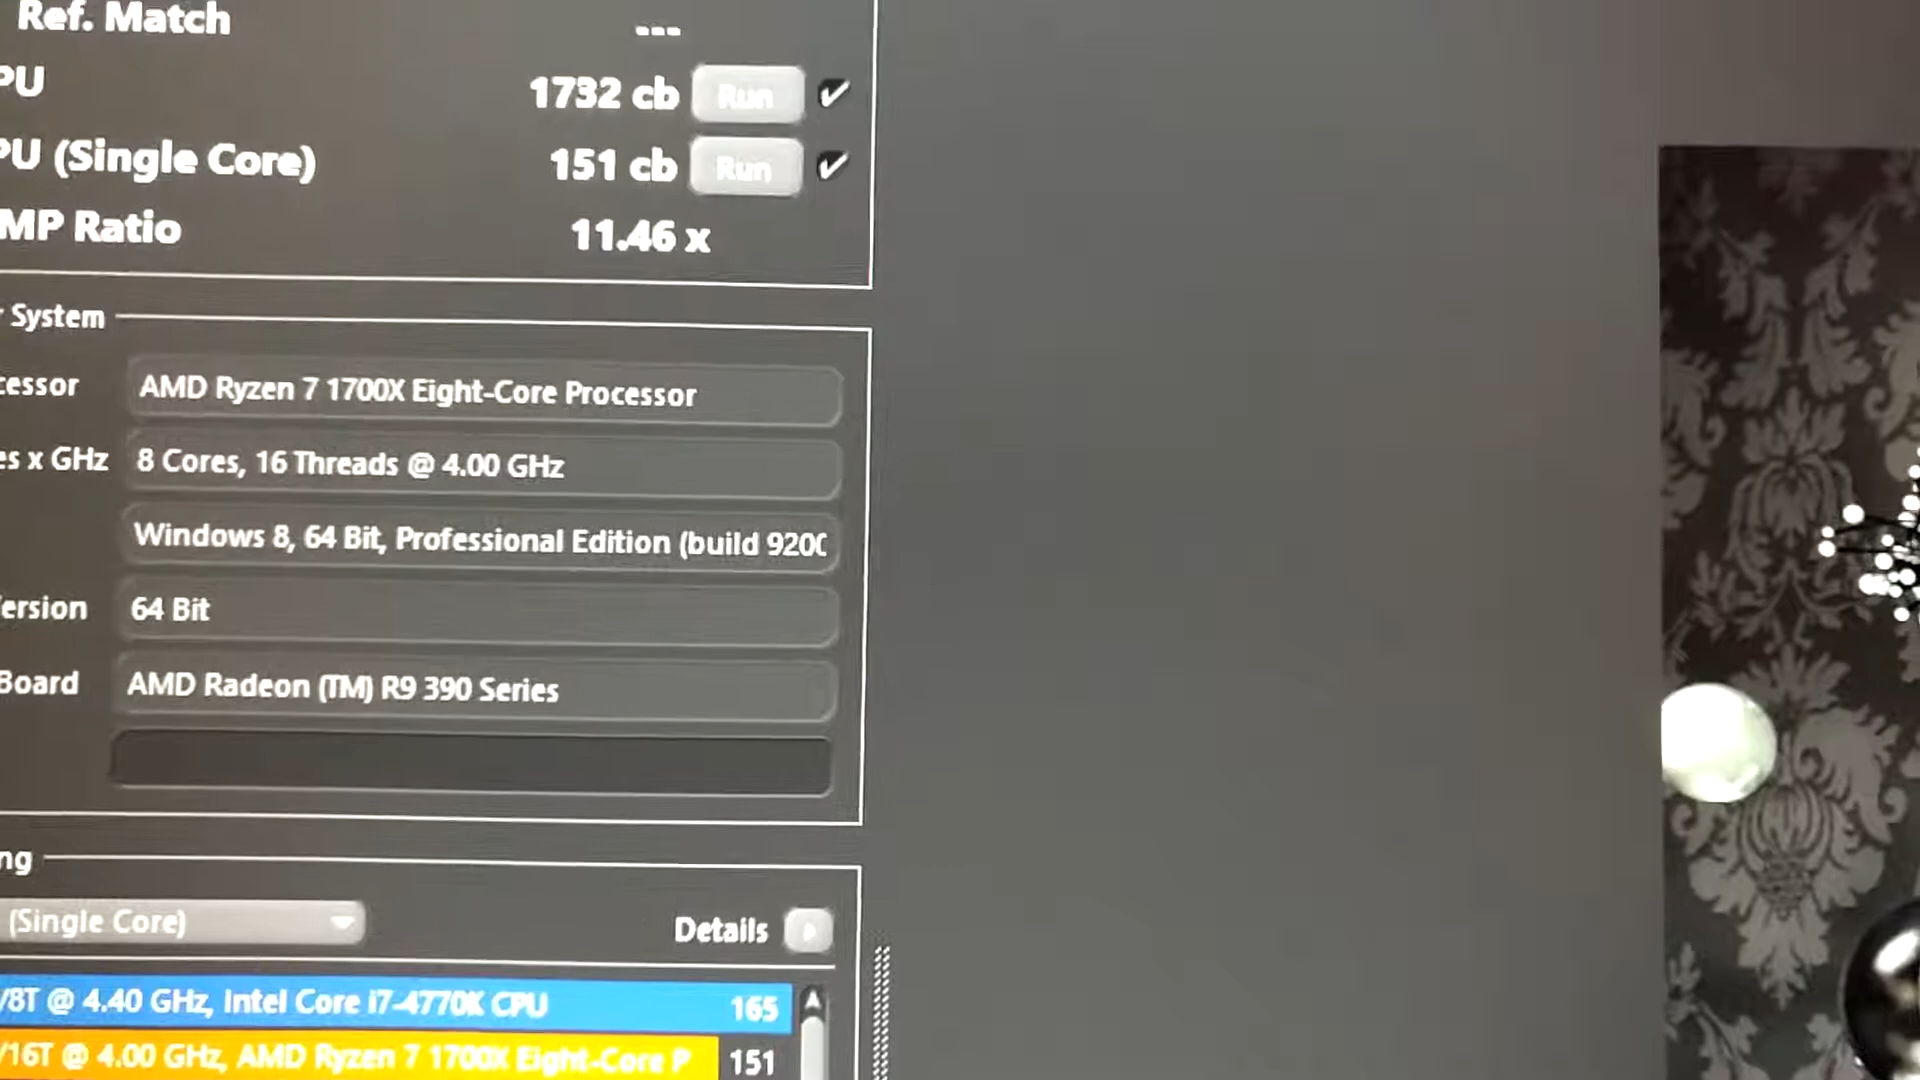 Ref. Match ---
PU 1732 cb Run
PU (Single Core) 151 cb Run
MP Ratio 11.46 x
r System
cessor AMD Ryzen 7 1700X Eight-Core Processor
es x GHz 8 Cores, 16 Threads @ 4.00 GHz
Windows 8, 64 Bit, Professional Edition (build 920
ersion 64 Bit
Board AMD Radeon (TM) R9 390 Series
ng
(Single Core) Details
/8T @ 4.40 GHz, Intel Core i7-4770K CPU 165
/16T @ 4.00 GHz, AMD Ryzen 7 1700X Eight-Core P 151